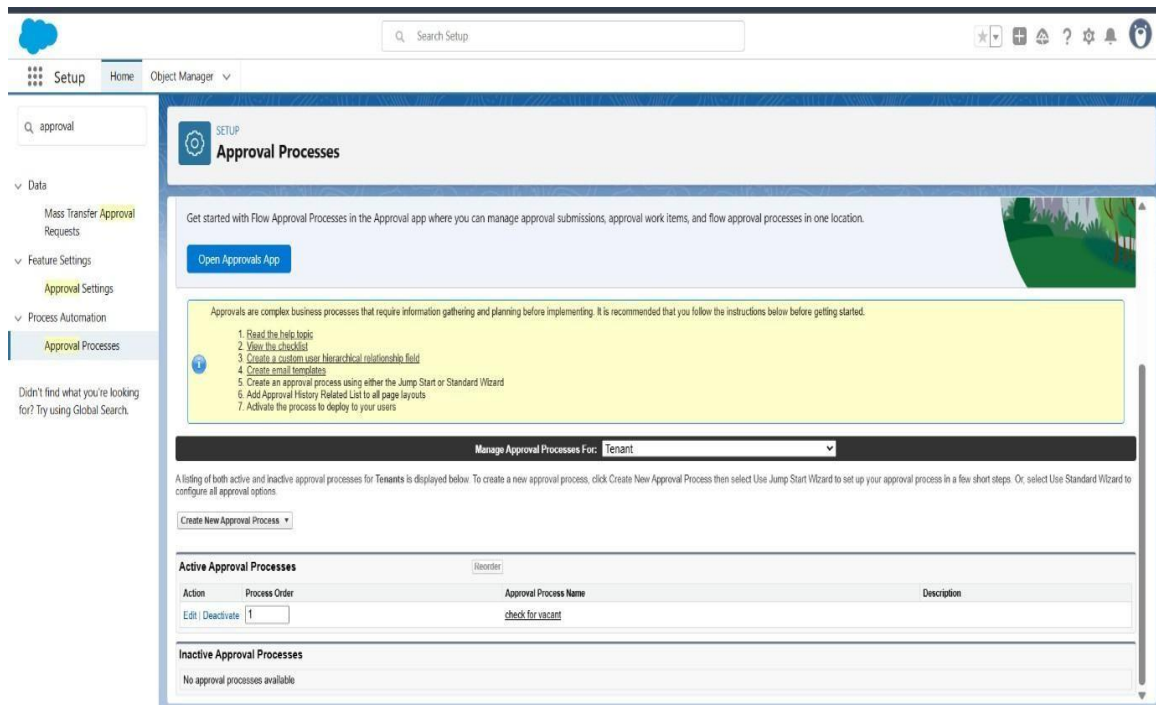 Search Setup
Setup
Home
Object Manager
approval
Data
Mass Transfer Approval
Requests
Feature Settings
Approval Settings
Process Automation
Approval Processes
Didn't find what you're looking
for? Try using Global Search.
SETUP
Approval Processes
Get started with Flow Approval Processes in the Approval app where you can manage approval submissions, approval work items, and flow approval processes in one location.
Open Approvals App
Approvals are complex business processes that require information gathering and planning before implementing. It is recommended that you follow the instructions below before getting started.
1. Read the help topic
2. View the checklist
3. Create a custom user hierarchical relationship field
4. Create email templates
5. Create an approval process using either the Jump Start or Standard Wizard
6. Add Approval History Related List to all page layouts
7. Activate the process to deploy to your users
Manage Approval Processes For: Tenant
A listing of both active and inactive approval processes for Tenants is displayed below. To create a new approval process, click Create New Approval Process then select Use Jump Start Wizard to set up your approval process in a few short steps. Or, select Use Standard Wizard to
configure all approval options.
Create New Approval Process
Active Approval Processes
Reorder
Action Process Order Approval Process Name Description
Edit | Deactivate 1 check for vacant
Inactive Approval Processes
No approval processes available